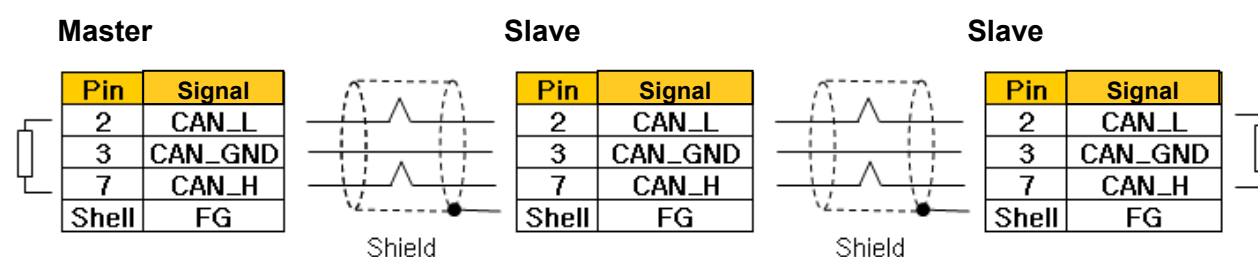 Master Slave Slave
Pin Signal Pin Signal Pin Signal
2 CAN_L 2 CAN_L 2 CAN_L
3 CAN_GND 3 CAN_GND 3 CAN_GND
7 CAN_H 7 CAN_H 7 CAN_H
Shell FG Shell FG Shell FG
Shield Shield